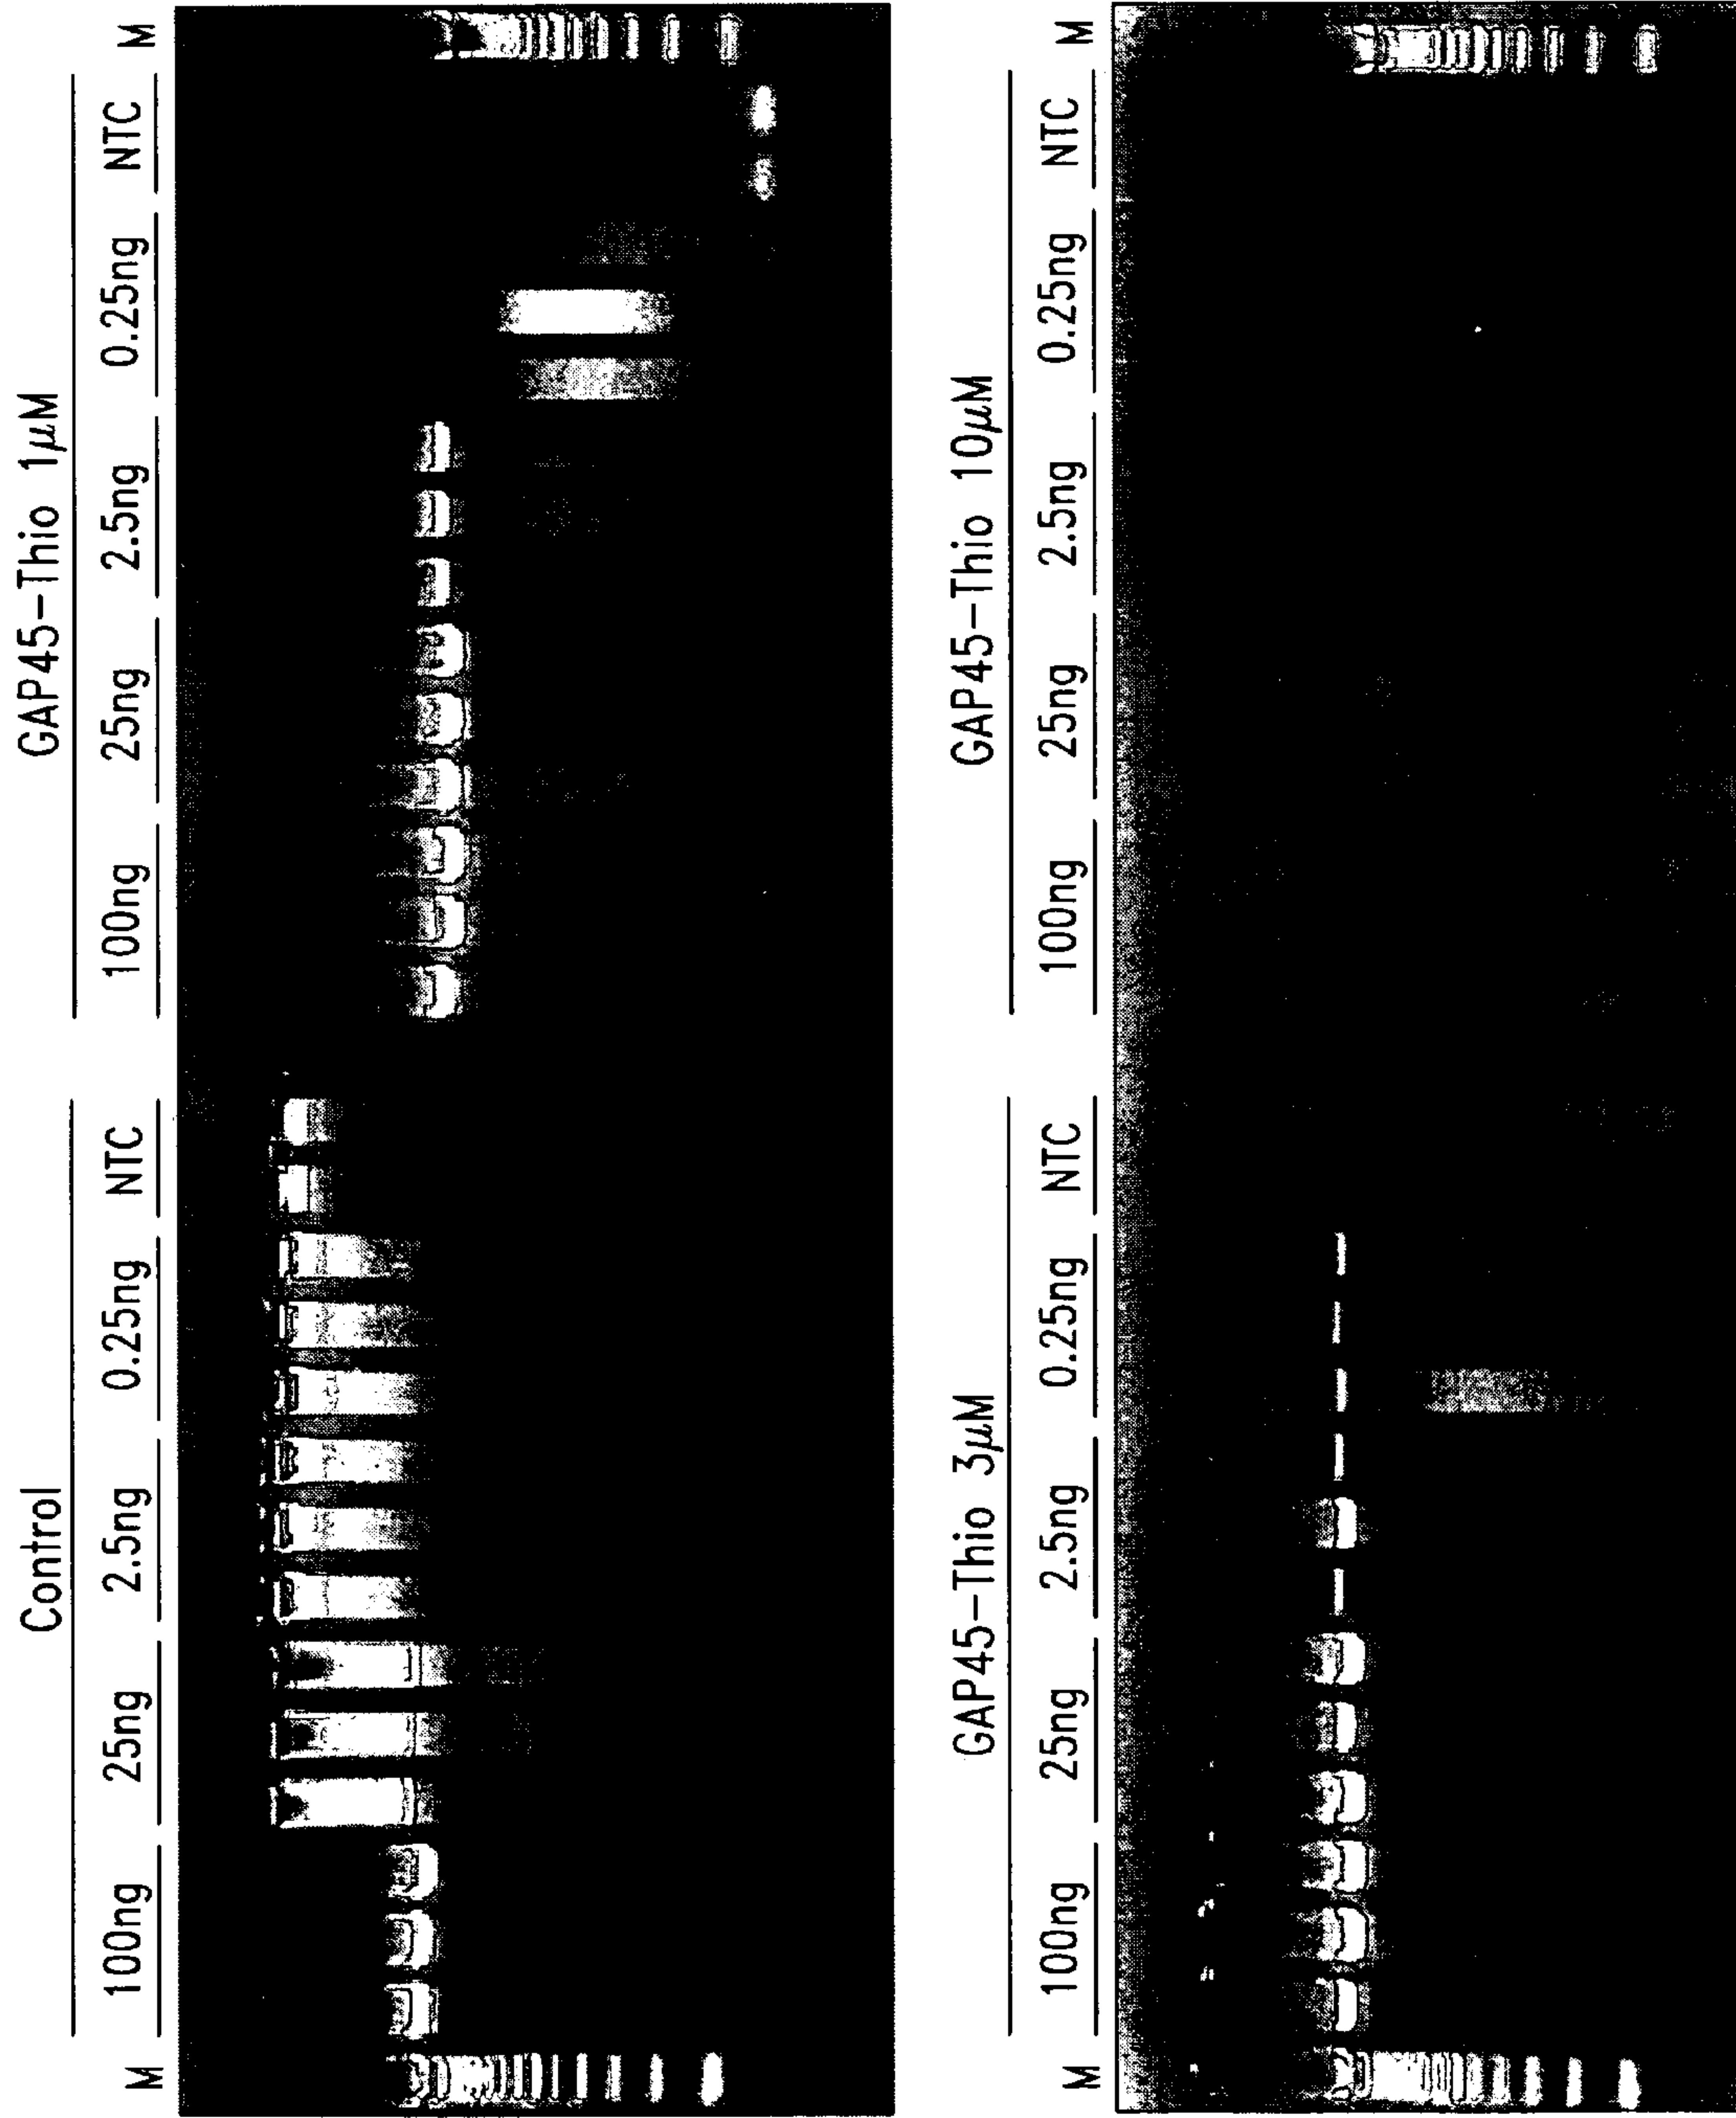 Control GAP45-Thio 1µM
M 100ng 25ng 2.5ng 0.25ng NTC 100ng 25ng 2.5ng 0.25ng NTC M
GAP45-Thio 3µM GAP45-Thio 10µM
M 100ng 25ng 2.5ng 0.25ng NTC 100ng 25ng 2.5ng 0.25ng NTC M